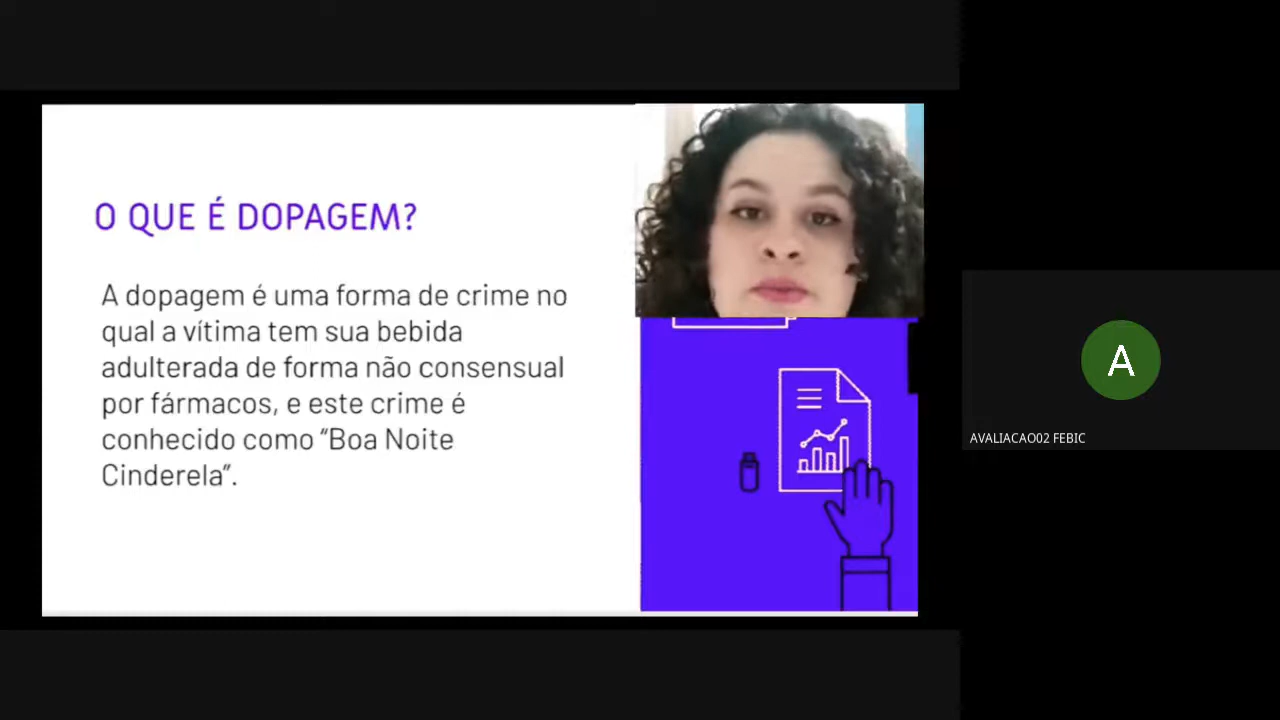 O QUE É DOPAGEM?
A dopagem é uma forma de crime no
qual a vítima tem sua bebida
adulterada de forma não consensual
por fármacos, e este crime é
conhecido como “Boa Noite
Cinderela”.
A
AVALIACAO02 FEBIC